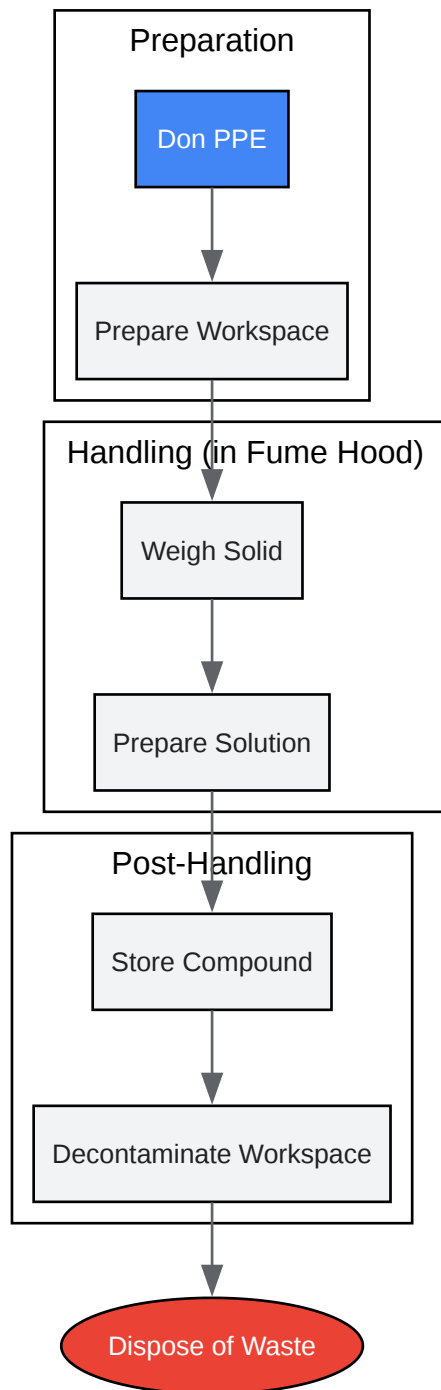 Preparation
Don PPE
Prepare Workspace
Handling (in Fume Hood)
Weigh Solid
Prepare Solution
Post-Handling
Store Compound
Decontaminate Workspace
Dispose of Waste